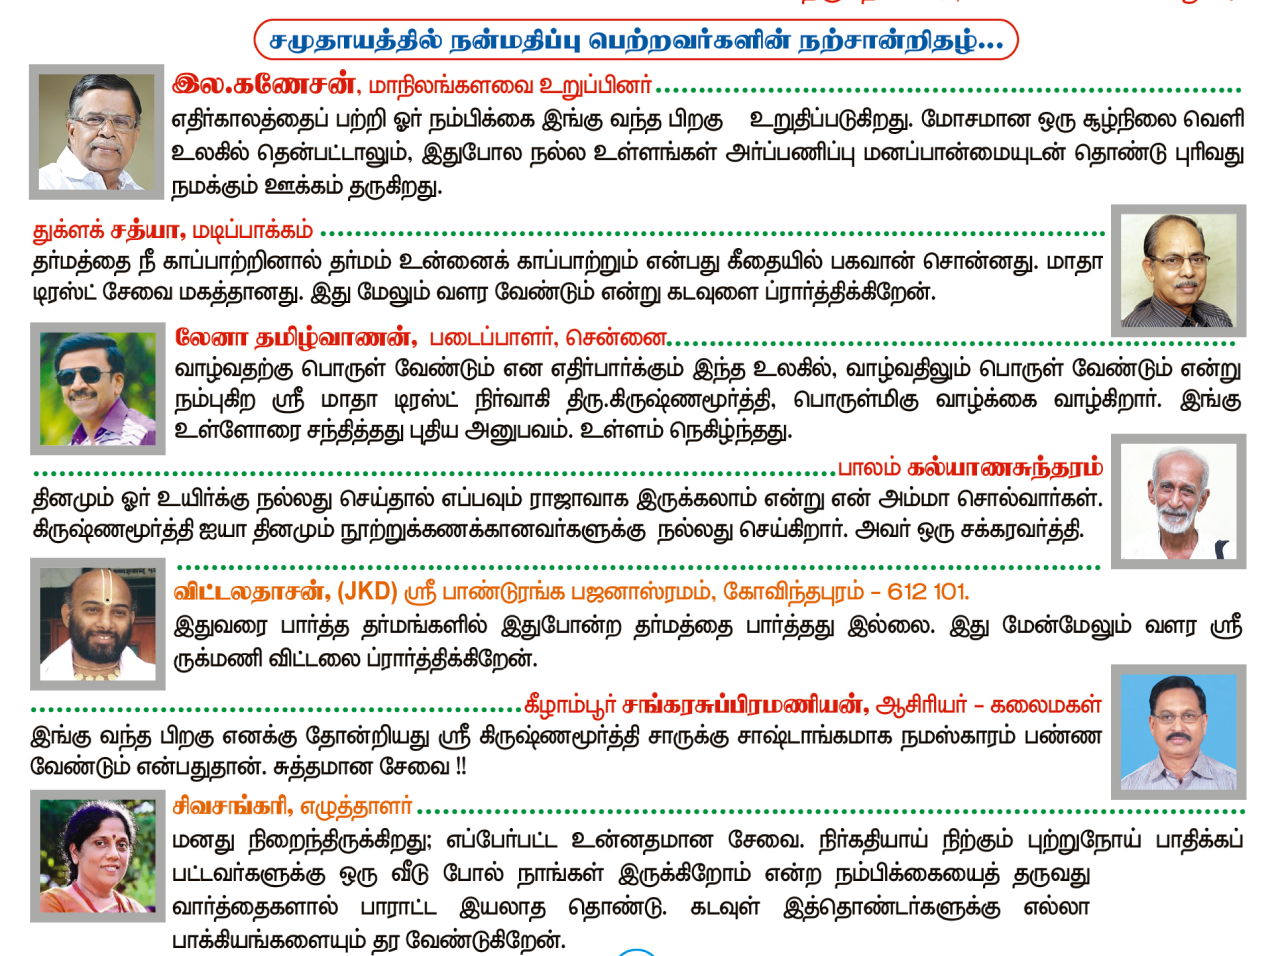 சமுதாயத்தில் நன்மதிப்பு பெற்றவர்களின் நற்சான்றிதழ்...
இல.கணேசன், மாநிலங்களவை உறுப்பினர்
எதிர்காலத்தைப் பற்றி ஓர் நம்பிக்கை இங்கு வந்த பிறகு உறுதிப்படுகிறது. மோசமான ஒரு சூழ்நிலை வெளி
உலகில் தென்பட்டாலும், இதுபோல நல்ல உள்ளங்கள் அர்ப்பணிப்பு மனப்பான்மையுடன் தொண்டு புரிவது
நமக்கும் ஊக்கம் தருகிறது.
துக்ளக் சத்யா, மடிப்பாக்கம்
தர்மத்தை நீ காப்பாற்றினால் தர்மம் உன்னைக் காப்பாற்றும் என்பது கீதையில் பகவான் சொன்னது. மாதா
டிரஸ்ட் சேவை மகத்தானது. இது மேலும் வளர வேண்டும் என்று கடவுளை ப்ரார்த்திக்கிறேன்.
லேனா தமிழ்வாணன், படைப்பாளர், சென்னை
வாழ்வதற்கு பொருள் வேண்டும் என எதிர்பார்க்கும் இந்த உலகில், வாழ்வதிலும் பொருள் வேண்டும் என்று
நம்புகிற ஸ்ரீ மாதா டிரஸ்ட் நிர்வாகி திரு.கிருஷ்ணமூர்த்தி, பொருள்மிகு வாழ்க்கை வாழ்கிறார். இங்கு
உள்ளோரை சந்தித்தது புதிய அனுபவம். உள்ளம் நெகிழ்ந்தது.
பாலம் கல்யாணசுந்தரம்
தினமும் ஓர் உயிர்க்கு நல்லது செய்தால் எப்பவும் ராஜாவாக இருக்கலாம் என்று என் அம்மா சொல்வார்கள்.
கிருஷ்ணமூர்த்தி ஐயா தினமும் நூற்றுக்கணக்கானவர்களுக்கு நல்லது செய்கிறார். அவர் ஒரு சக்கரவர்த்தி.
விட்டலதாசன், (JKD) ஸ்ரீ பாண்டுரங்க பஜனாஸ்ரமம், கோவிந்தபுரம் - 612 101.
இதுவரை பார்த்த தர்மங்களில் இதுபோன்ற தர்மத்தை பார்த்தது இல்லை. இது மேன்மேலும் வளர ஸ்ரீ
ருக்மணி விட்டலை ப்ரார்த்திக்கிறேன்.
கீழாம்பூர் சங்கரசுப்பிரமணியன், ஆசிரியர் - கலைமகள்
இங்கு வந்த பிறகு எனக்கு தோன்றியது ஸ்ரீ கிருஷ்ணமூர்த்தி சாருக்கு சாஷ்டாங்கமாக நமஸ்காரம் பண்ண
வேண்டும் என்பதுதான். சுத்தமான சேவை !!
சிவசங்கரி, எழுத்தாளர்
மனது நிறைந்திருக்கிறது; எப்பேர்பட்ட உன்னதமான சேவை. நிர்கதியாய் நிற்கும் புற்றுநோய் பாதிக்கப்
பட்டவர்களுக்கு ஒரு வீடு போல் நாங்கள் இருக்கிறோம் என்ற நம்பிக்கையைத் தருவது
வார்த்தைகளால் பாராட்ட இயலாத தொண்டு. கடவுள் இத்தொண்டர்களுக்கு எல்லா
பாக்கியங்களையும் தர வேண்டுகிறேன்.